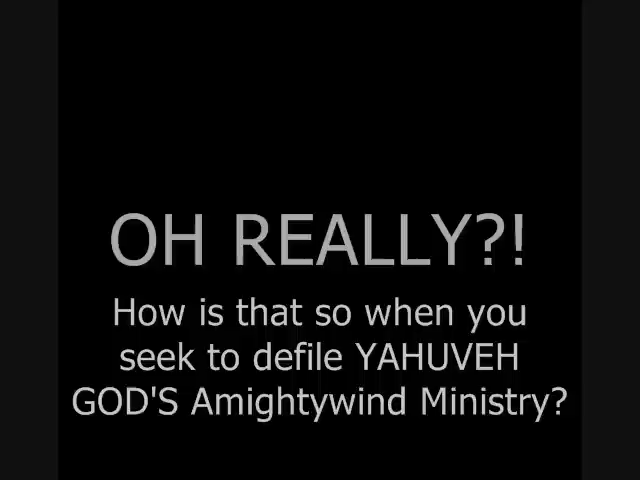 OH REALLY?!
How is that so when you
seek to defile YAHUVEH
GOD'S Amightywind Ministry?